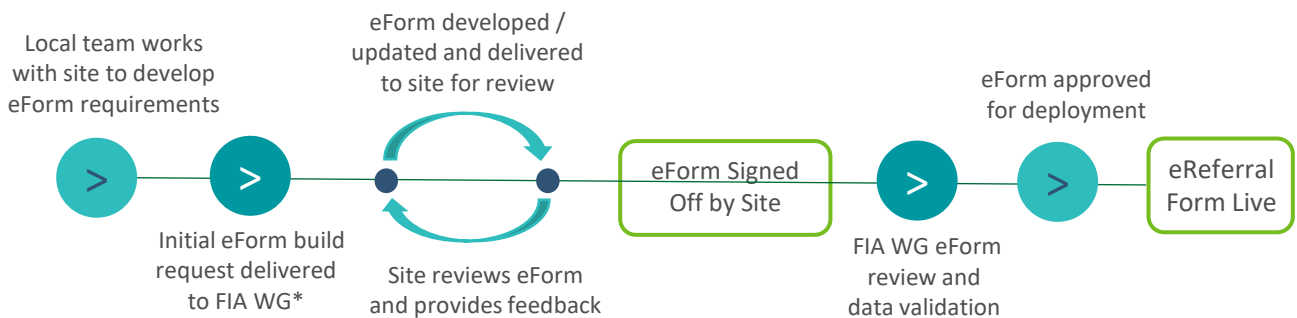 Local team works
with site to develop
eForm requirements
>
>
Initial eForm build
request delivered
to FIA WG*
eForm developed /
updated and delivered
to site for review
Site reviews eForm
and provides feedback
eForm Signed
Off by Site
>
FIA WG eForm
review and
data validation
eForm approved
for deployment
>
eReferral
Form Live